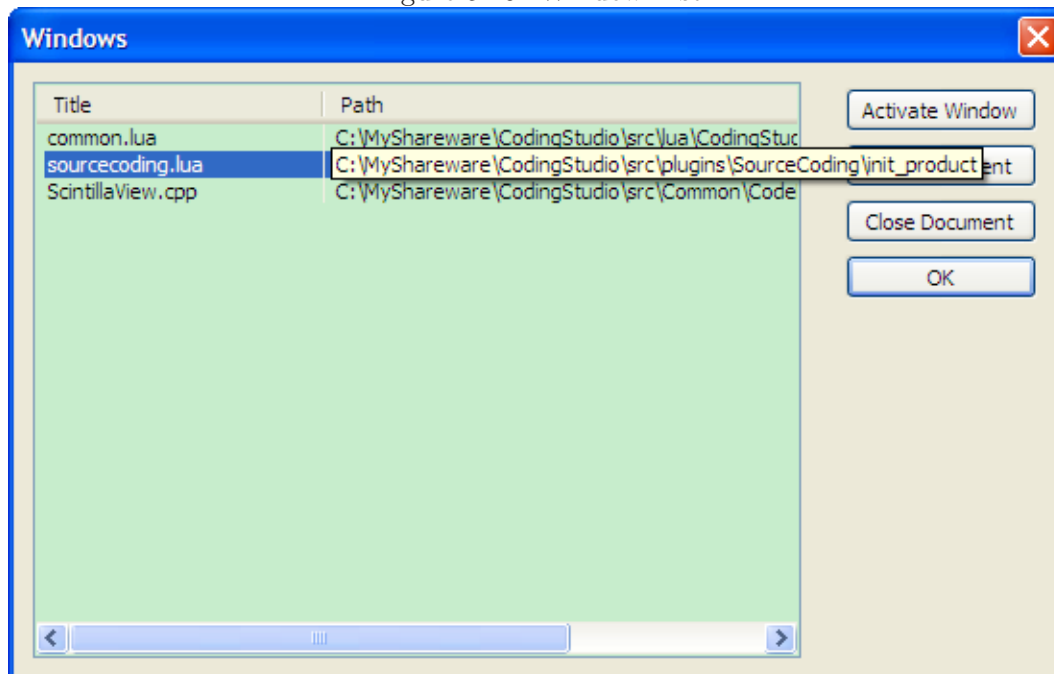 Windows
Title Path
common.lua C:\MyShareware\CodingStudio\src\lua\CodingStud
sourcecoding.lua C:\MyShareware\CodingStudio\src\plugins\SourceCoding\init_product
ScintillaView.cpp C:\MyShareware\CodingStudio\src\Common\Code
Activate Window
ent
Close Document
OK